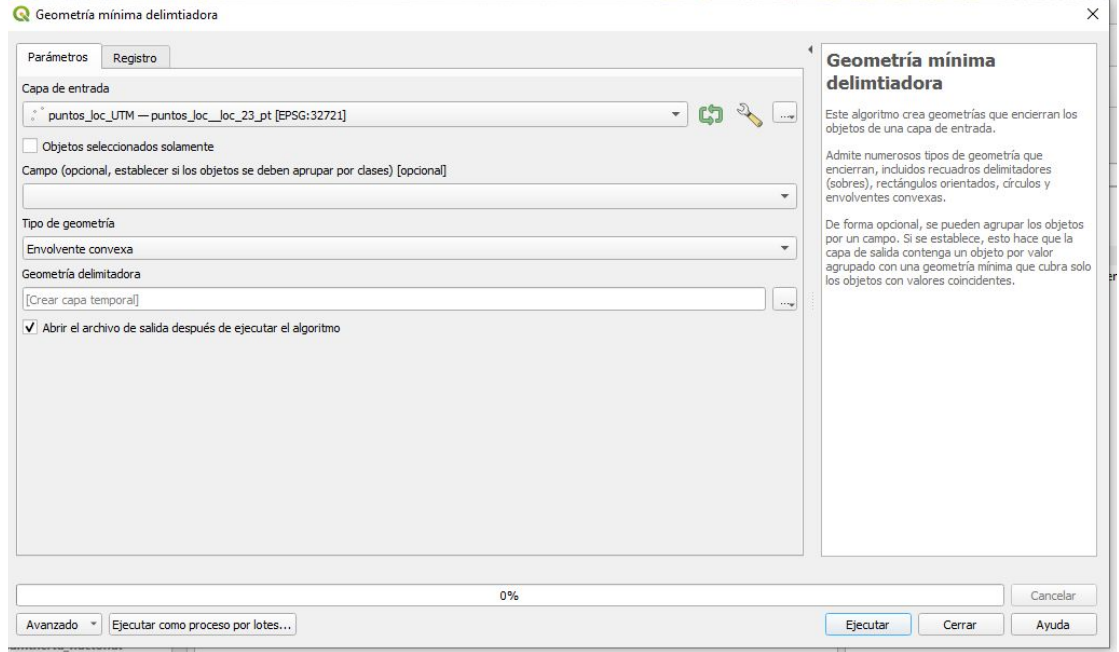 Geometría mínima delimtiadora
Parámetros
Registro
Capa de entrada
puntos_loc_UTM — puntos_loc__loc_23_pt [EPSG:32721]
Objetos seleccionados solamente
Campo (opcional, establecer si los objetos se deben aprupar por clases) [opcional]
Tipo de geometría
Envolvente convexa
Geometría delimitadora
[Crear capa temporal]
Abrir el archivo de salida después de ejecutar el algoritmo
Geometría mínima
delimtiadora
Este algoritmo crea geometrías que encierran los
objetos de una capa de entrada.
Admite numerosos tipos de geometría que
encierran, incluidos recuadros delimitadores
(sobres), rectángulos orientados, círculos y
envolventes convexas.
De forma opcional, se pueden agrupar los objetos
por un campo. Si se establece, esto hace que la
capa de salida contenga un objeto por valor
agrupado con una geometría mínima que cubra solo
los objetos con valores coincidentes.
0%
Cancelar
Avanzado
Ejecutar como proceso por lotes...
Ejecutar
Cerrar
Ayuda